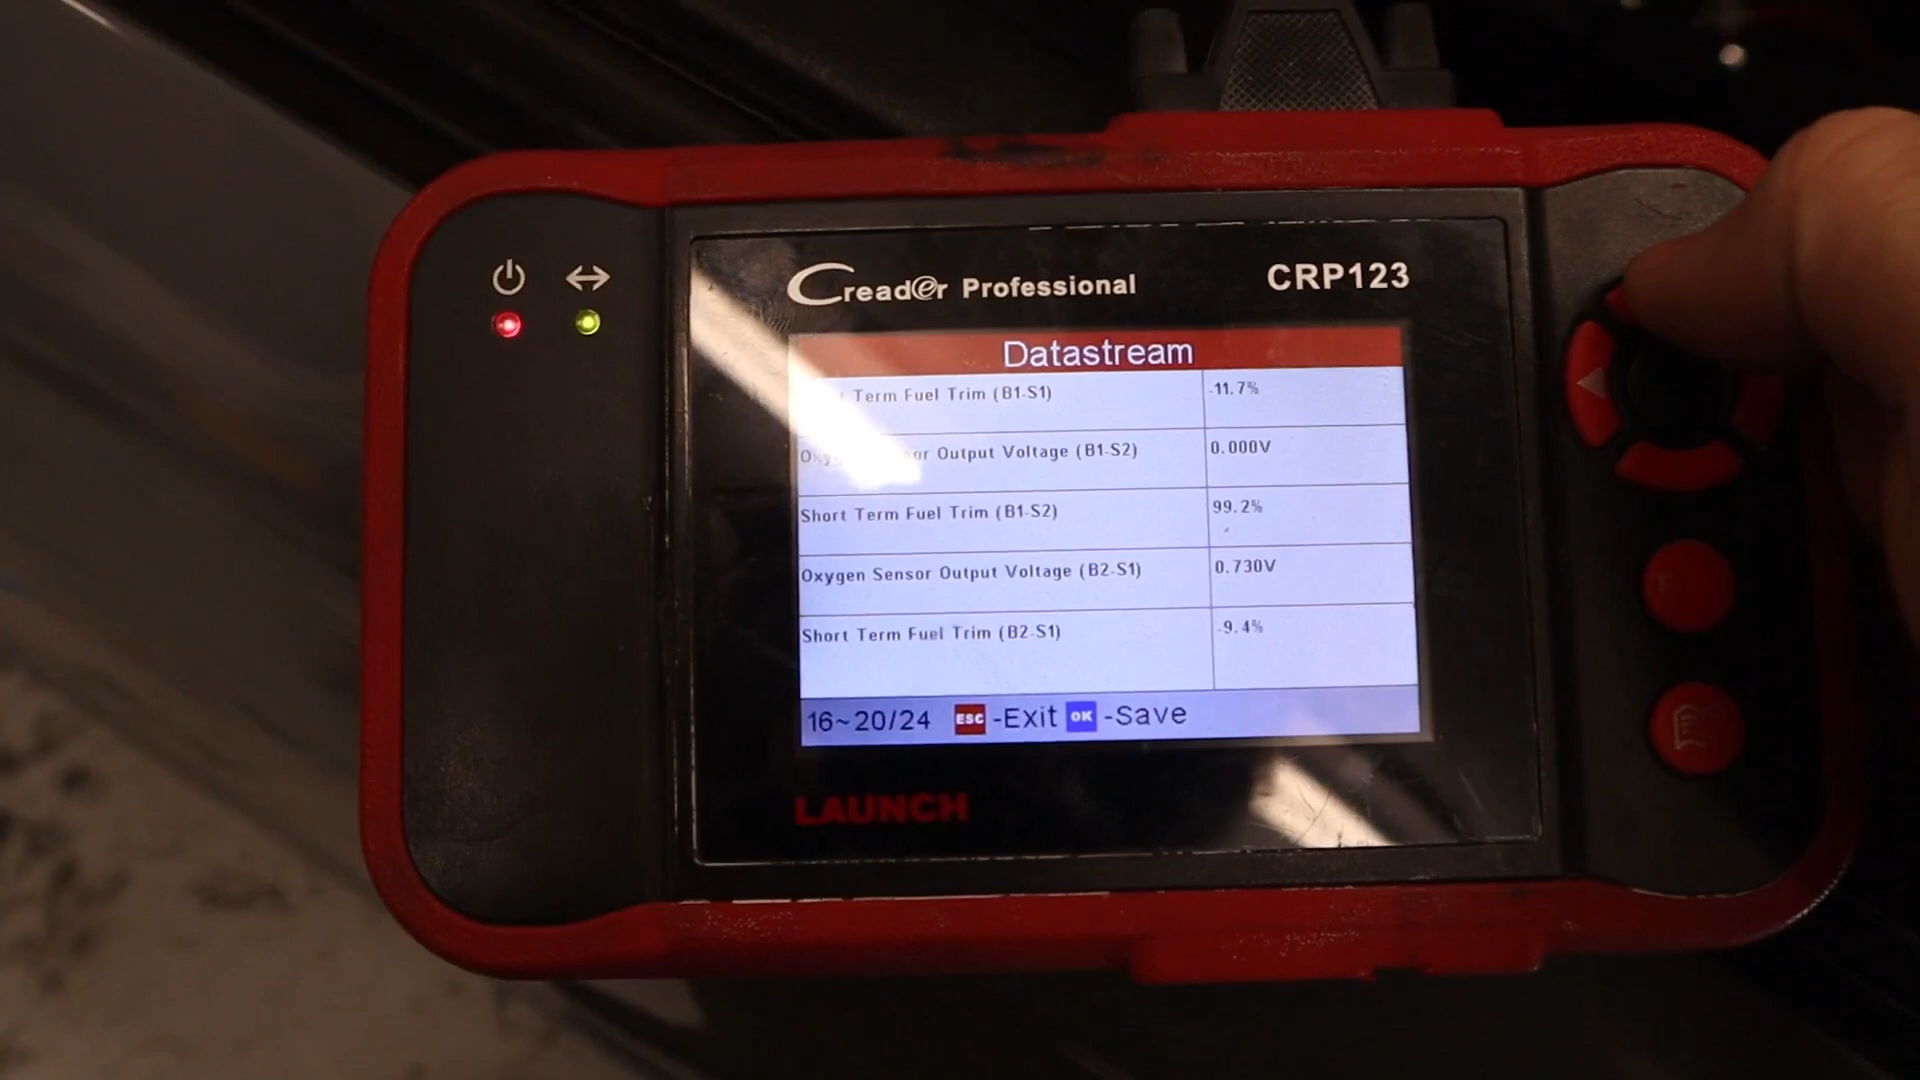 Creader Professional CRP123
Datastream
Term Fuel Trim (B1-S1) -11.7%
Output Voltage (B1-S2) 0.000V
Short Term Fuel Trim (B1-S2) 99.2%
Oxygen Sensor Output Voltage (B2-S1) 0.730V
Short Term Fuel Trim (B2-S1) -9.4%
16~20/24 ESC -Exit OK -Save
LAUNCH